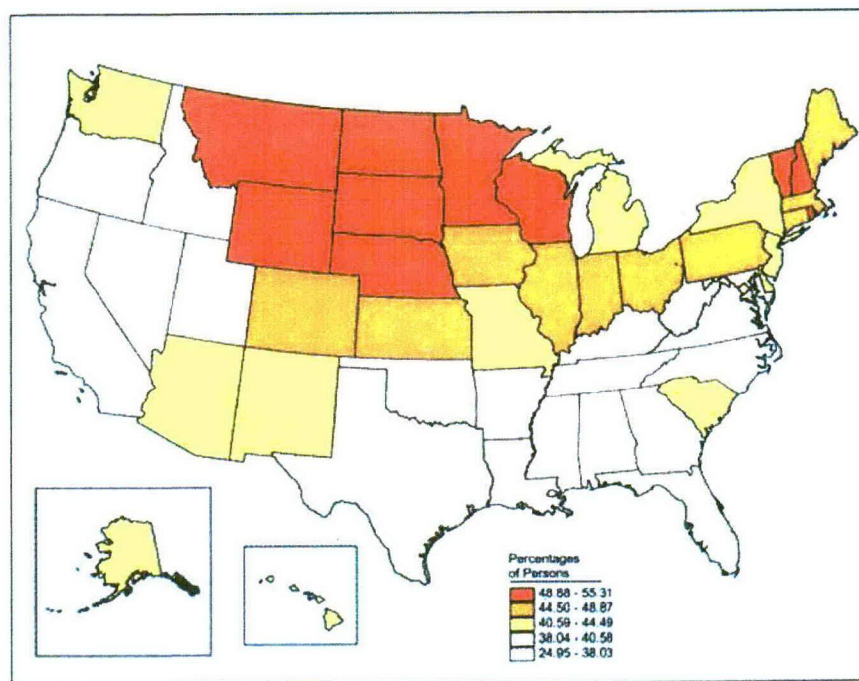 Percentages
of Persons
48.88 - 55.31
44.50 - 48.87
40.59 - 44.49
38.04 - 40.58
24.95 - 38.03